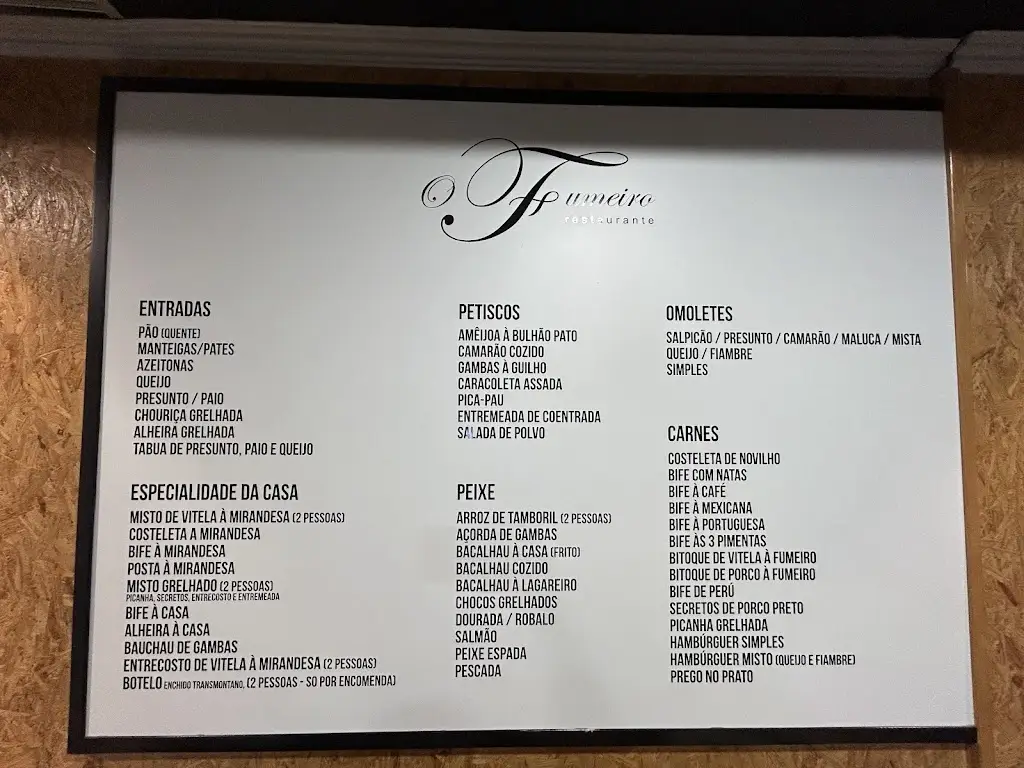 O Fumeiro
restaurante
ENTRADAS
PÃO (QUENTE)
MANTEIGAS/PATES
AZEITONAS
QUEIJO
PRESUNTO / PAIO
CHOURIÇA GRELHADA
ALHEIRA GRELHADA
TABUA DE PRESUNTO, PAIO E QUEIJO
ESPECIALIDADE DA CASA
MISTO DE VITELA À MIRANDESA (2 PESSOAS)
COSTELETA A MIRANDESA
BIFE À MIRANDESA
POSTA À MIRANDESA
MISTO GRELHADO (2 PESSOAS)
PICANHA, SECRETOS, ENTRECOSTO E ENTREMEADA
BIFE À CASA
ALHEIRA À CASA
BAUCHAU DE GAMBAS
ENTRECOSTO DE VITELA À MIRANDESA (2 PESSOAS)
BOTELO ENCHIDO TRANSMONTANO, (2 PESSOAS - SO POR ENCOMENDA)
PETISCOS
AMÊIJOA À BULHÃO PATO
CAMARÃO COZIDO
GAMBAS À GUILHO
CARACOLETA ASSADA
PICA-PAU
ENTREMEADA DE COENTRADA
SALADA DE POLVO
PEIXE
ARROZ DE TAMBORIL (2 PESSOAS)
AÇORDA DE GAMBAS
BACALHAU À CASA (FRITO)
BACALHAU COZIDO
BACALHAU À LAGAREIRO
CHOCOS GRELHADOS
DOURADA / ROBALO
SALMÃO
PEIXE ESPADA
PESCADA
OMOLETES
SALPICÃO / PRESUNTO / CAMARÃO / MALUCA / MISTA
QUEIJO / FIAMBRE
SIMPLES
CARNES
COSTELETA DE NOVILHO
BIFE COM NATAS
BIFE À CAFÉ
BIFE À MEXICANA
BIFE À PORTUGUESA
BIFE ÀS 3 PIMENTAS
BITOQUE DE VITELA À FUMEIRO
BITOQUE DE PORCO À FUMEIRO
BIFE DE PERÚ
SECRETOS DE PORCO PRETO
PICANHA GRELHADA
HAMBÚRGUER SIMPLES
HAMBÚRGUER MISTO (QUEIJO E FIAMBRE)
PREGO NO PRATO